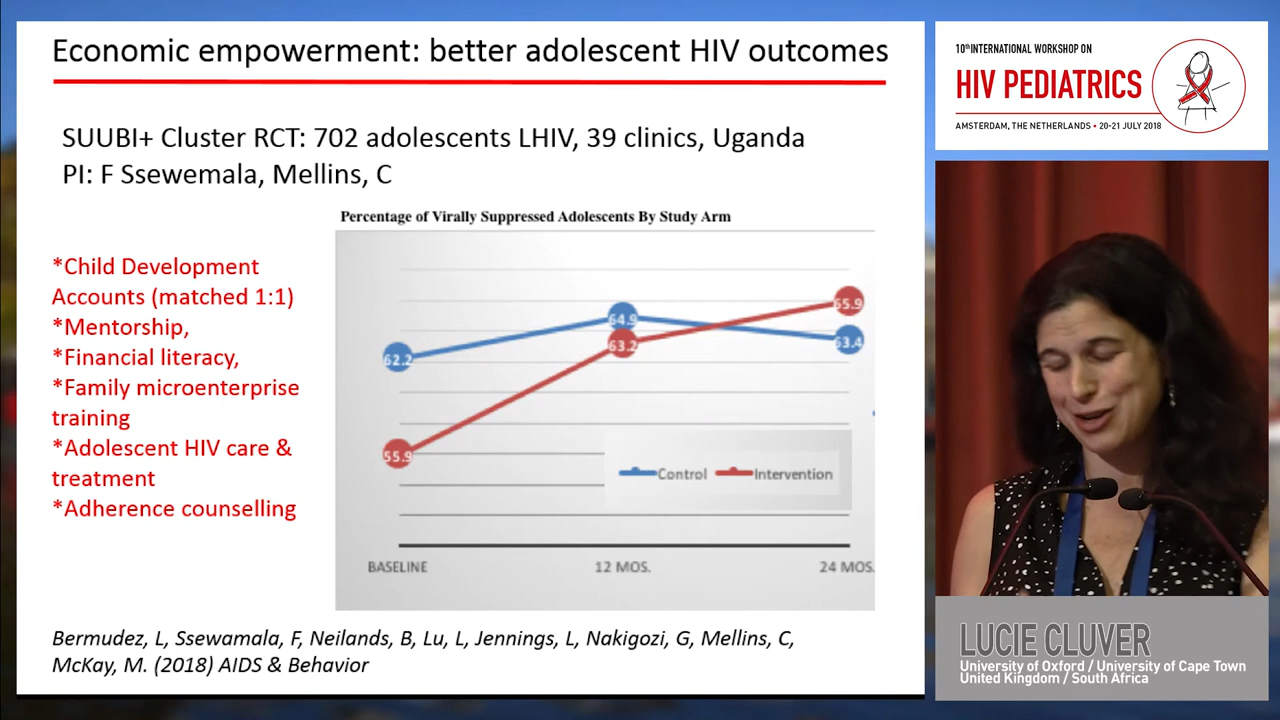 Economic empowerment: better adolescent HIV outcomes
SUUBI+ Cluster RCT: 702 adolescents LHIV, 39 clinics, Uganda
PI: F Ssewemala, Mellins, C
Percentage of Virally Suppressed Adolescents By Study Arm
*Child Development
Accounts (matched 1:1)
*Mentorship,
*Financial literacy,
*Family microenterprise
training
*Adolescent HIV care &
treatment
*Adherence counselling
62.2
64.9
63.4
55.9
63.2
65.9
Control
Intervention
BASELINE
12 MOS.
24 MOS.
Bermudez, L, Ssewamala, F, Neilands, B, Lu, L, Jennings, L, Nakigozi, G, Mellins, C,
McKay, M. (2018) AIDS & Behavior
10th INTERNATIONAL WORKSHOP ON
HIV PEDIATRICS
AMSTERDAM, THE NETHERLANDS • 20-21 JULY 2018
LUCIE CLUVER
University of Oxford / University of Cape Town
United Kingdom / South Africa